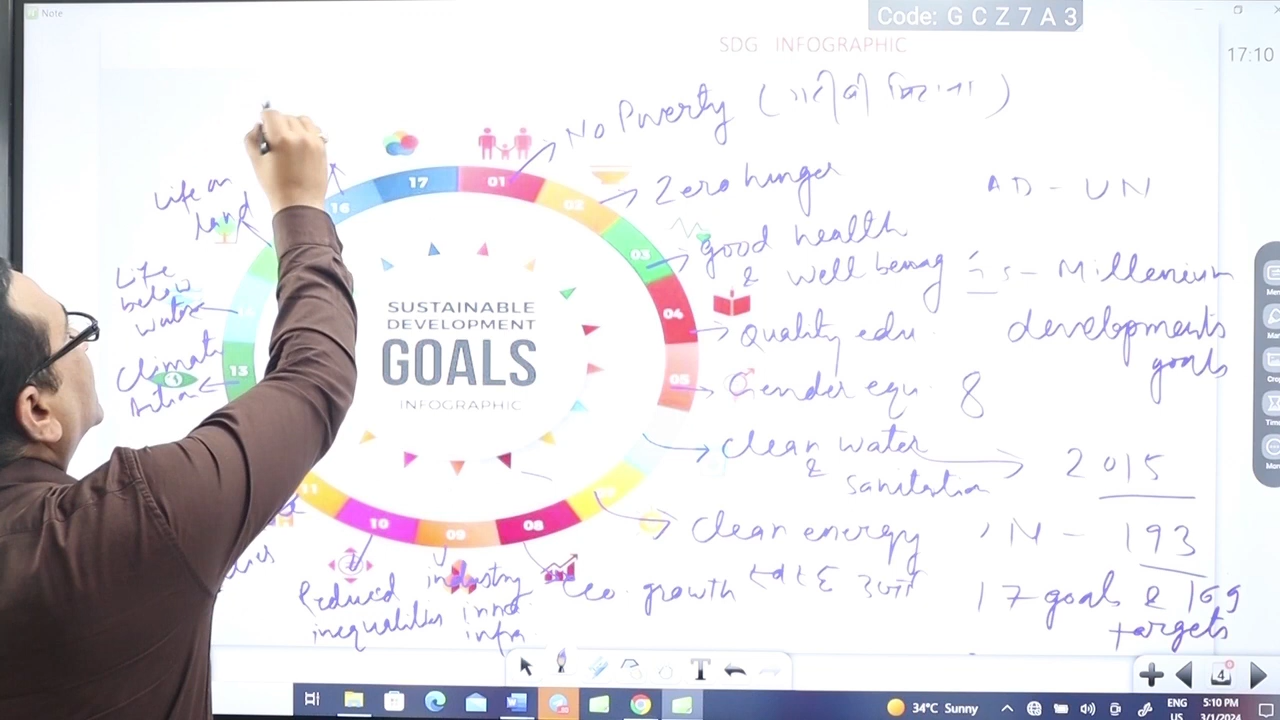 Note
Code: G C Z 7 A 3
SDG INFOGRAPHIC
17:10
No Poverty (
Zero hunger
AD - UN
good health
& well being
s - Millenium
developments
goals
Quality edu.
Gender equ. 8
clean water
&
sanitation
2015
clean energy
N - 193
Eco. growth
17 goals & 169
targets
industry
inno
infra
Reduced
inequalities
Climate
Action
Life
below
water
Life on
land
16
17
01
02
03
04
05
08
09
10
11
13
14
SUSTAINABLE
DEVELOPMENT
GOALS
INFOGRAPHIC
T
4
34°C Sunny
ENG
US
5:10 PM
3/1/2024